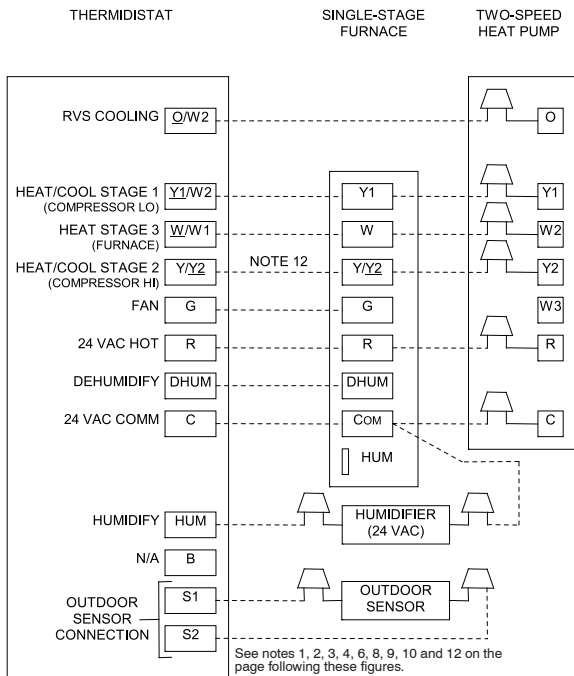 THERMIDISTAT
SINGLE-STAGE
FURNACE
TWO-SPEED
HEAT PUMP
RVS COOLING O/W2 O
HEAT/COOL STAGE 1 Y1/W2 Y1 Y1
(COMPRESSOR LO)
HEAT STAGE 3 W/W1 W W2
(FURNACE)
HEAT/COOL STAGE 2 Y/Y2 NOTE 12 Y/Y2 Y2
(COMPRESSOR HI)
FAN G G W3
24 VAC HOT R R R
DEHUMIDIFY DHUM DHUM
24 VAC COMM C COM C
HUM
HUMIDIFY HUM HUMIDIFIER
(24 VAC)
N/A B
OUTDOOR
SENSOR
CONNECTION
S1
OUTDOOR
SENSOR
S2
See notes 1, 2, 3, 4, 6, 8, 9, 10 and 12 on the
page following these figures.